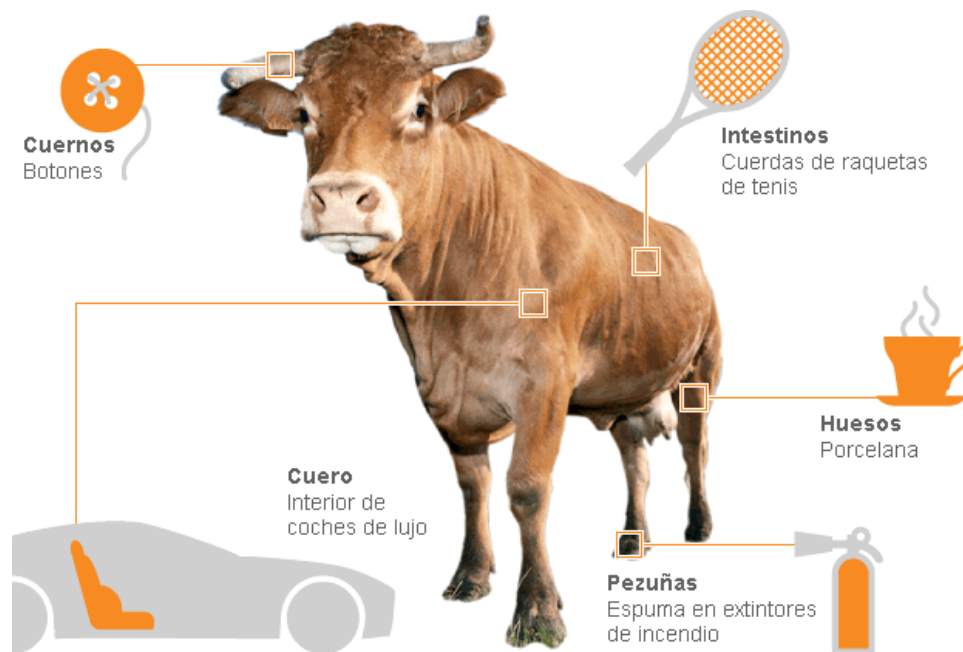 Cuernos
Botones
Intestinos
Cuerdas de raquetas
de tenis
Huesos
Porcelana
Cuero
Interior de
coches de lujo
Pezuñas
Espuma en extintores
de incendio